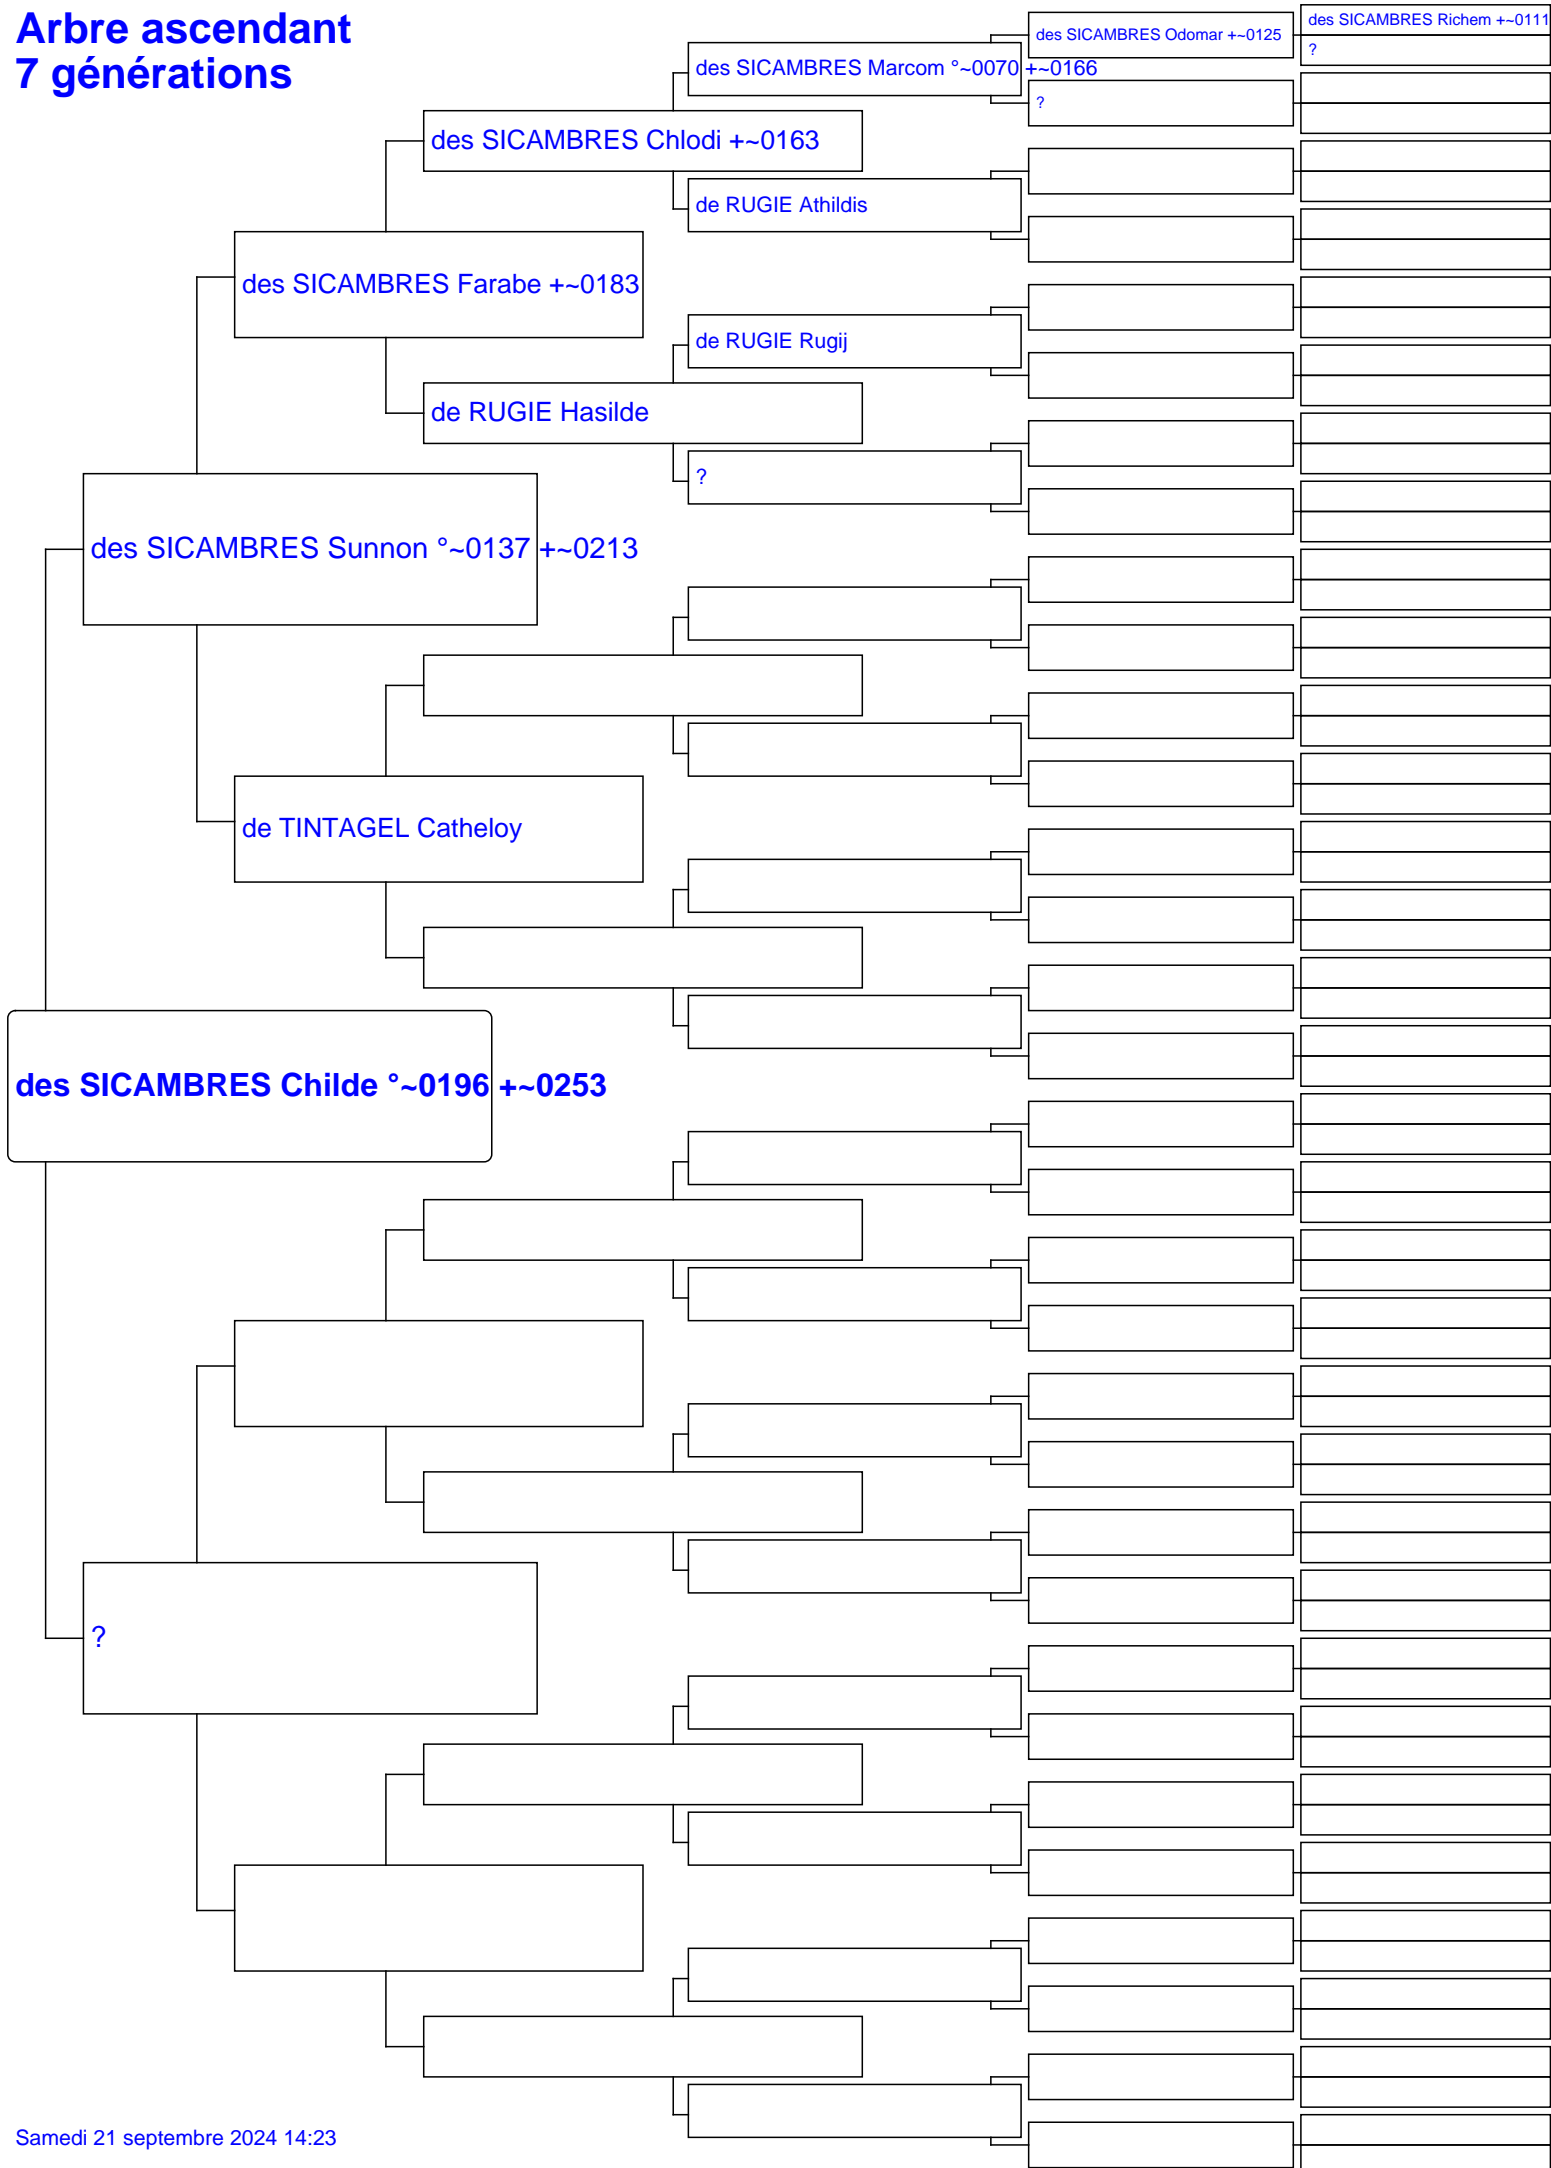 Arbre ascendant
7 générations
des SICAMBRES Richem +~0111
des SICAMBRES Odomar +~0125
?
des SICAMBRES Marcom °~0070 +~0166
?
des SICAMBRES Chlodi +~0163
de RUGIE Athildis
des SICAMBRES Farabe +~0183
de RUGIE Rugij
de RUGIE Hasilde
?
des SICAMBRES Sunnon °~0137 +~0213
de TINTAGEL Catheloy
des SICAMBRES Childe °~0196 +~0253
?
Samedi 21 septembre 2024 14:23